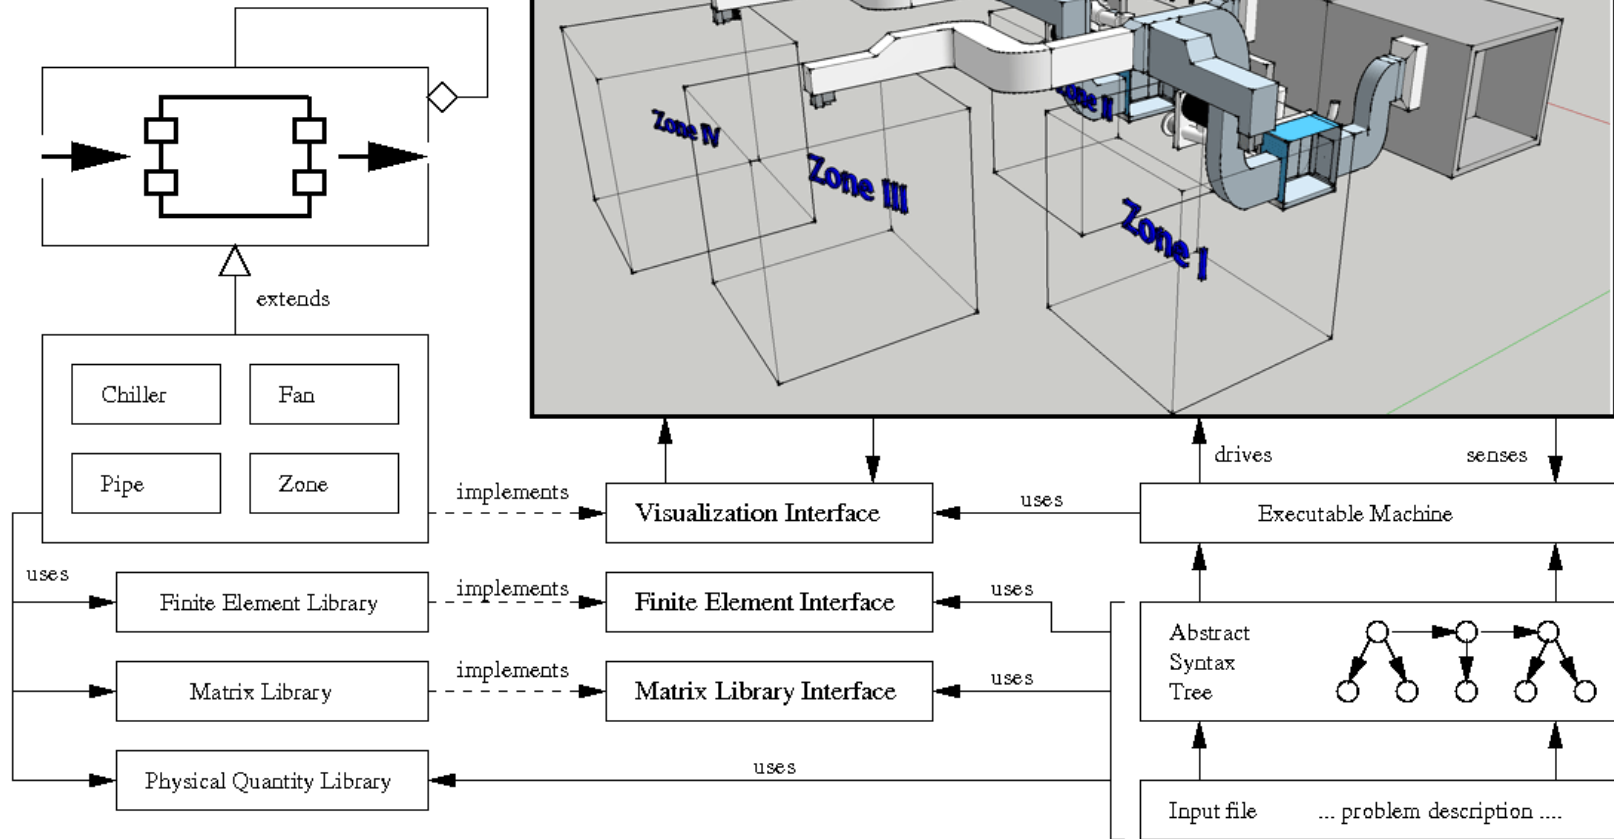 Zone IV
Zone III
Zone II
Zone I
extends
Chiller
Fan
Pipe
Zone
drives
senses
implements
Visualization Interface
uses
Executable Machine
uses
Finite Element Library
implements
Finite Element Interface
uses
Abstract
Syntax
Tree
Matrix Library
implements
Matrix Library Interface
uses
Physical Quantity Library
uses
Input file
... problem description ....